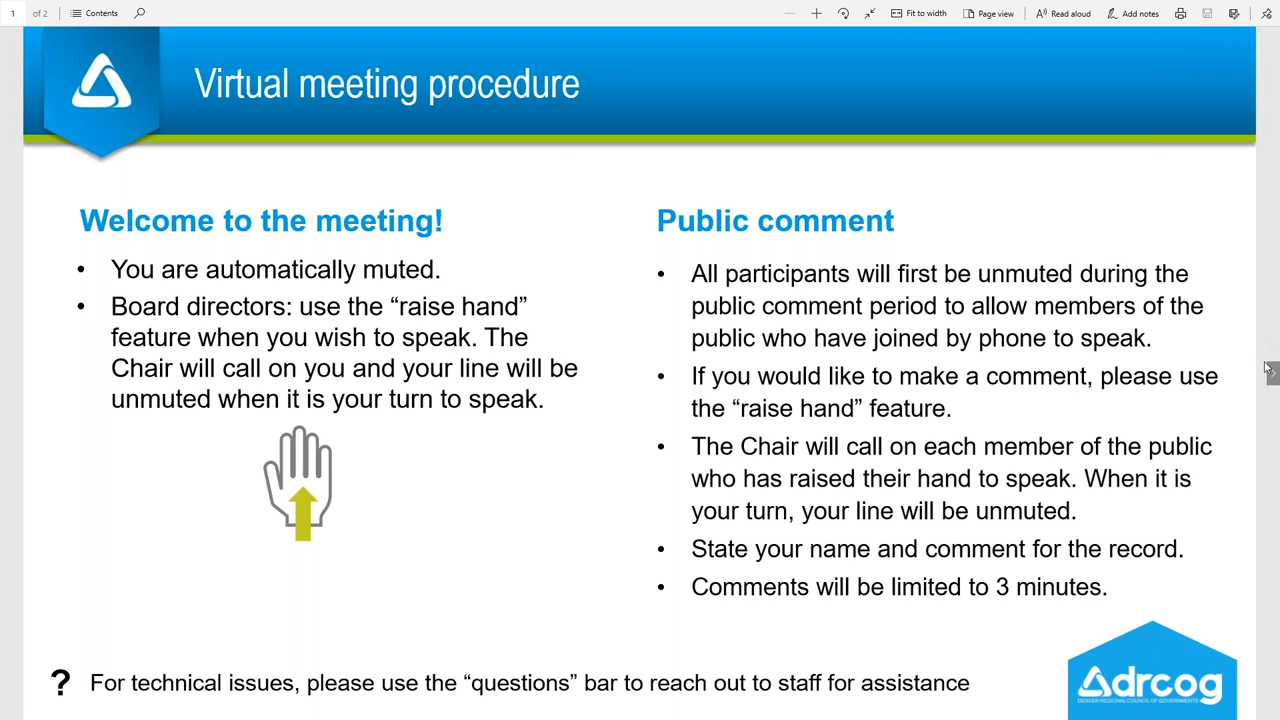 1 of 2 Contents Fit to width Page view Read aloud Add notes
Virtual meeting procedure
Welcome to the meeting!
• You are automatically muted.
• Board directors: use the “raise hand”
feature when you wish to speak. The
Chair will call on you and your line will be
unmuted when it is your turn to speak.
Public comment
• All participants will first be unmuted during the
public comment period to allow members of the
public who have joined by phone to speak.
• If you would like to make a comment, please use
the “raise hand” feature.
• The Chair will call on each member of the public
who has raised their hand to speak. When it is
your turn, your line will be unmuted.
• State your name and comment for the record.
• Comments will be limited to 3 minutes.
? For technical issues, please use the “questions” bar to reach out to staff for assistance
drcog
DENVER REGIONAL COUNCIL OF GOVERNMENTS